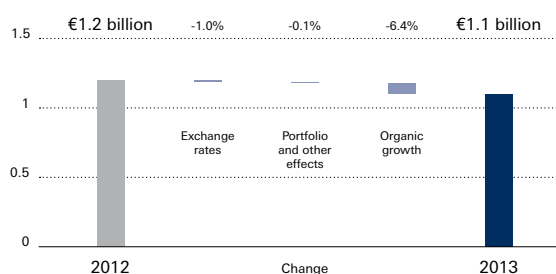 €1.2 billion -1.0% -0.1% -6.4% €1.1 billion
1.5
1
Exchange rates
Portfolio and other effects
Organic growth
0.5
0
2012 Change 2013